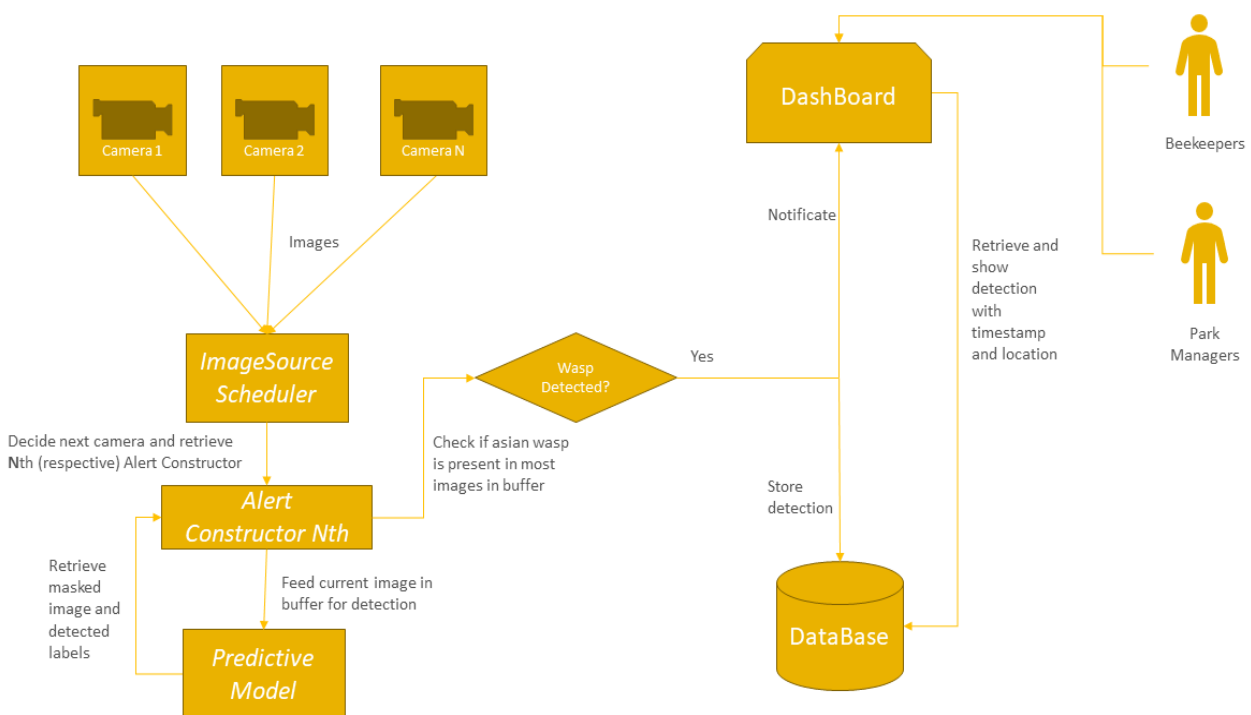 Camera 1
Camera 2
Camera N
Images
ImageSource
Scheduler
Decide next camera and retrieve
Nth (respective) Alert Constructor
Alert
Constructor Nth
Retrieve
masked
image and
detected
labels
Feed current image in
buffer for detection
Predictive
Model
Check if asian wasp
is present in most
images in buffer
Wasp
Detected?
Yes
DashBoard
Notificate
Store
detection
DataBase
Retrieve and
show
detection
with
timestamp
and location
Beekeepers
Park
Managers